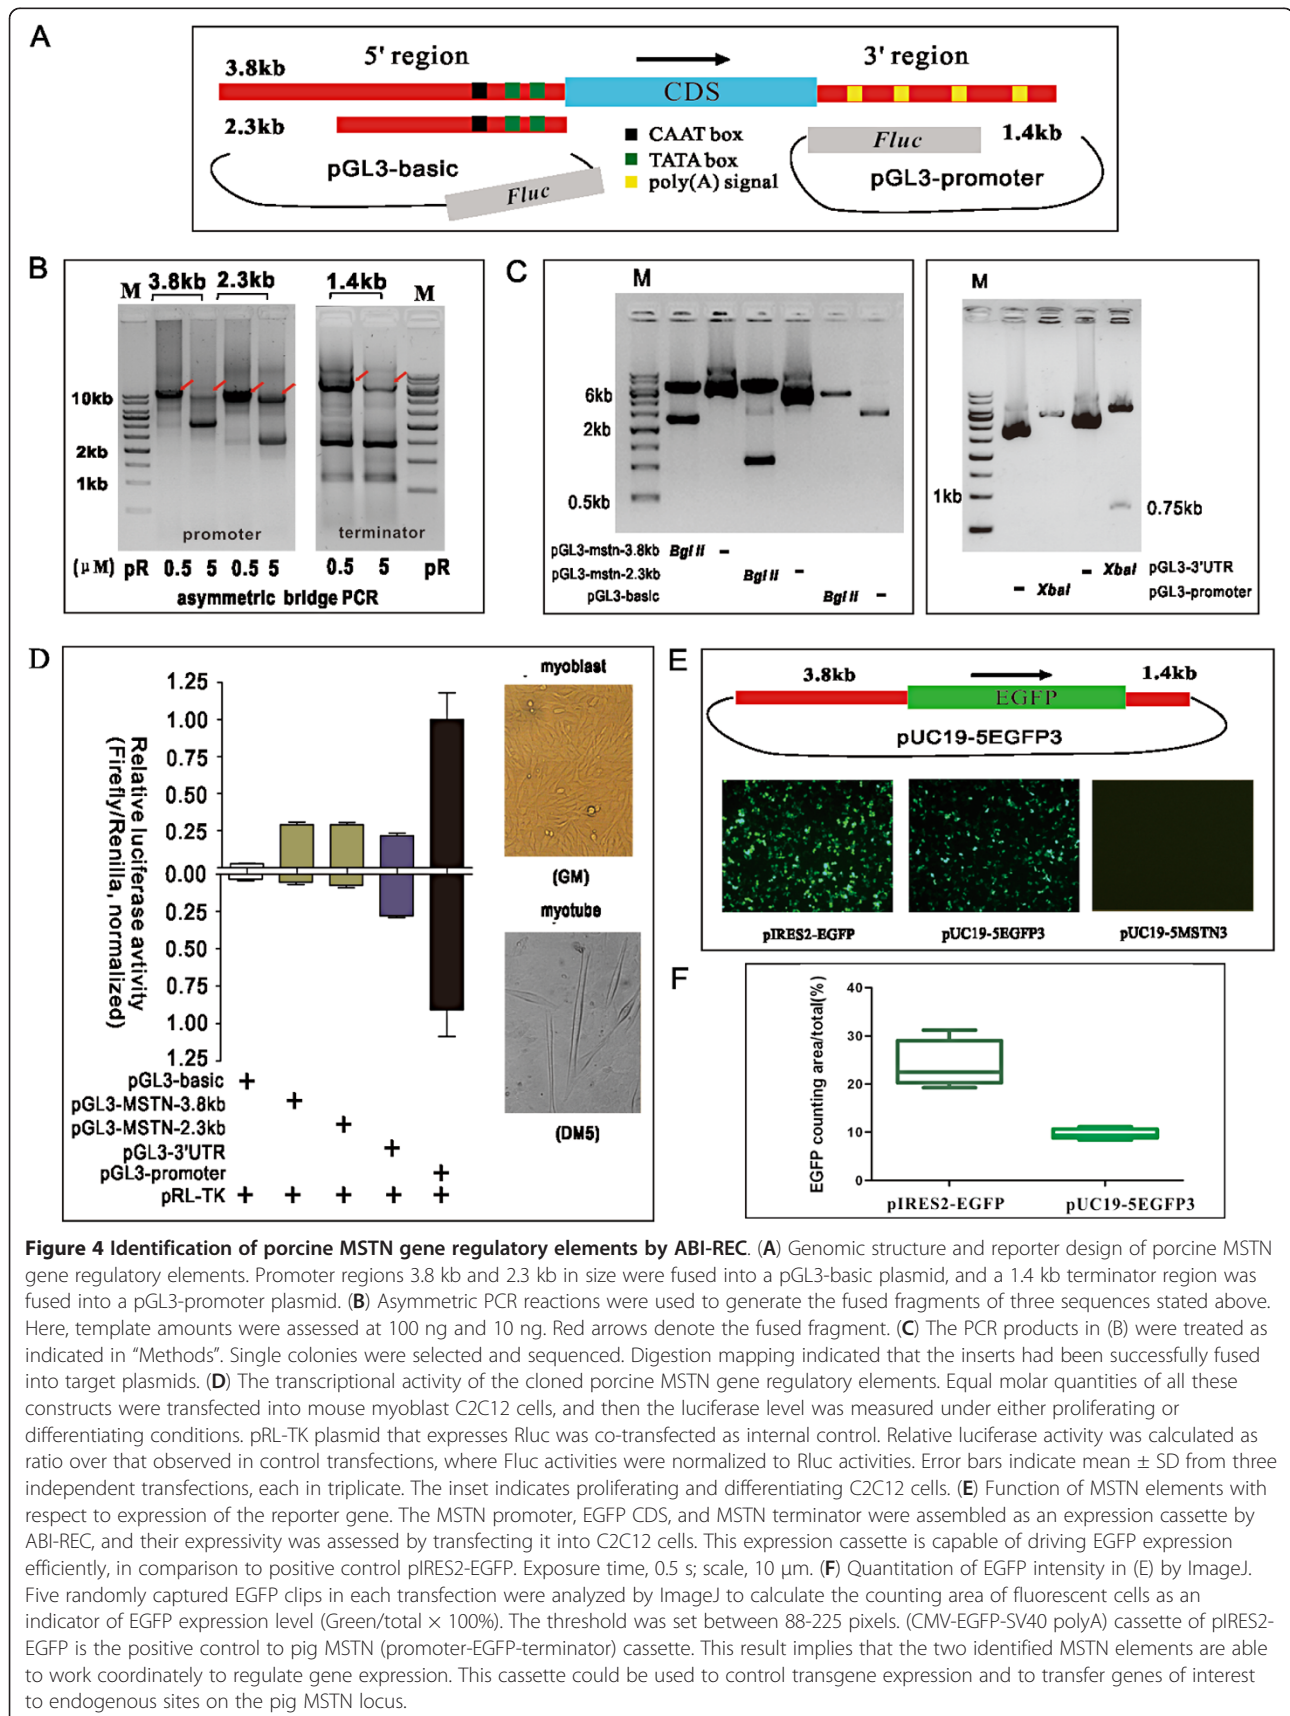 A
5' region
3' region
3.8kb
CDS
2.3kb
CAAT box
TATA box
poly(A) signal
pGL3-basic
Fluc
Fluc
1.4kb
pGL3-promoter
B
M
3.8kb
2.3kb
1.4kb
M
10kb
2kb
1kb
promoter
terminator
(μM) pR 0.5 5 0.5 5
0.5 5 pR
asymmetric bridge PCR
C
M
6kb
2kb
0.5kb
pGL3-mstn-3.8kb Bgl II –
pGL3-mstn-2.3kb Bgl II –
pGL3-basic Bgl II –
M
1kb
0.75kb
– XbaI pGL3-3'UTR
– XbaI pGL3-promoter
D
Relative luciferase avtivity
(Firefly/Renilla, normalized)
1.25
1.00
0.75
0.50
0.25
0.00
0.00
0.25
0.50
0.75
1.00
1.25
pGL3-basic +
pGL3-MSTN-3.8kb +
pGL3-MSTN-2.3kb +
pGL3-3'UTR +
pGL3-promoter +
pRL-TK + + + + +
myoblast
(GM)
myotube
(DM5)
E
3.8kb
1.4kb
EGFP
pUC19-5EGFP3
pIRES2-EGFP
pUC19-5EGFP3
pUC19-5MSTN3
F
EGFP counting area/total(%)
40
30
20
10
0
pIRES2-EGFP
pUC19-5EGFP3
Figure 4 Identification of porcine MSTN gene regulatory elements by ABI-REC. (A) Genomic structure and reporter design of porcine MSTN
gene regulatory elements. Promoter regions 3.8 kb and 2.3 kb in size were fused into a pGL3-basic plasmid, and a 1.4 kb terminator region was
fused into a pGL3-promoter plasmid. (B) Asymmetric PCR reactions were used to generate the fused fragments of three sequences stated above.
Here, template amounts were assessed at 100 ng and 10 ng. Red arrows denote the fused fragment. (C) The PCR products in (B) were treated as
indicated in “Methods”. Single colonies were selected and sequenced. Digestion mapping indicated that the inserts had been successfully fused
into target plasmids. (D) The transcriptional activity of the cloned porcine MSTN gene regulatory elements. Equal molar quantities of all these
constructs were transfected into mouse myoblast C2C12 cells, and then the luciferase level was measured under either proliferating or
differentiating conditions. pRL-TK plasmid that expresses Rluc was co-transfected as internal control. Relative luciferase activity was calculated as
ratio over that observed in control transfections, where Fluc activities were normalized to Rluc activities. Error bars indicate mean ± SD from three
independent transfections, each in triplicate. The inset indicates proliferating and differentiating C2C12 cells. (E) Function of MSTN elements with
respect to expression of the reporter gene. The MSTN promoter, EGFP CDS, and MSTN terminator were assembled as an expression cassette by
ABI-REC, and their expressivity was assessed by transfecting it into C2C12 cells. This expression cassette is capable of driving EGFP expression
efficiently, in comparison to positive control pIRES2-EGFP. Exposure time, 0.5 s; scale, 10 μm. (F) Quantitation of EGFP intensity in (E) by ImageJ.
Five randomly captured EGFP clips in each transfection were analyzed by ImageJ to calculate the counting area of fluorescent cells as an
indicator of EGFP expression level (Green/total × 100%). The threshold was set between 88-225 pixels. (CMV-EGFP-SV40 polyA) cassette of pIRES2-
EGFP is the positive control to pig MSTN (promoter-EGFP-terminator) cassette. This result implies that the two identified MSTN elements are able
to work coordinately to regulate gene expression. This cassette could be used to control transgene expression and to transfer genes of interest
to endogenous sites on the pig MSTN locus.